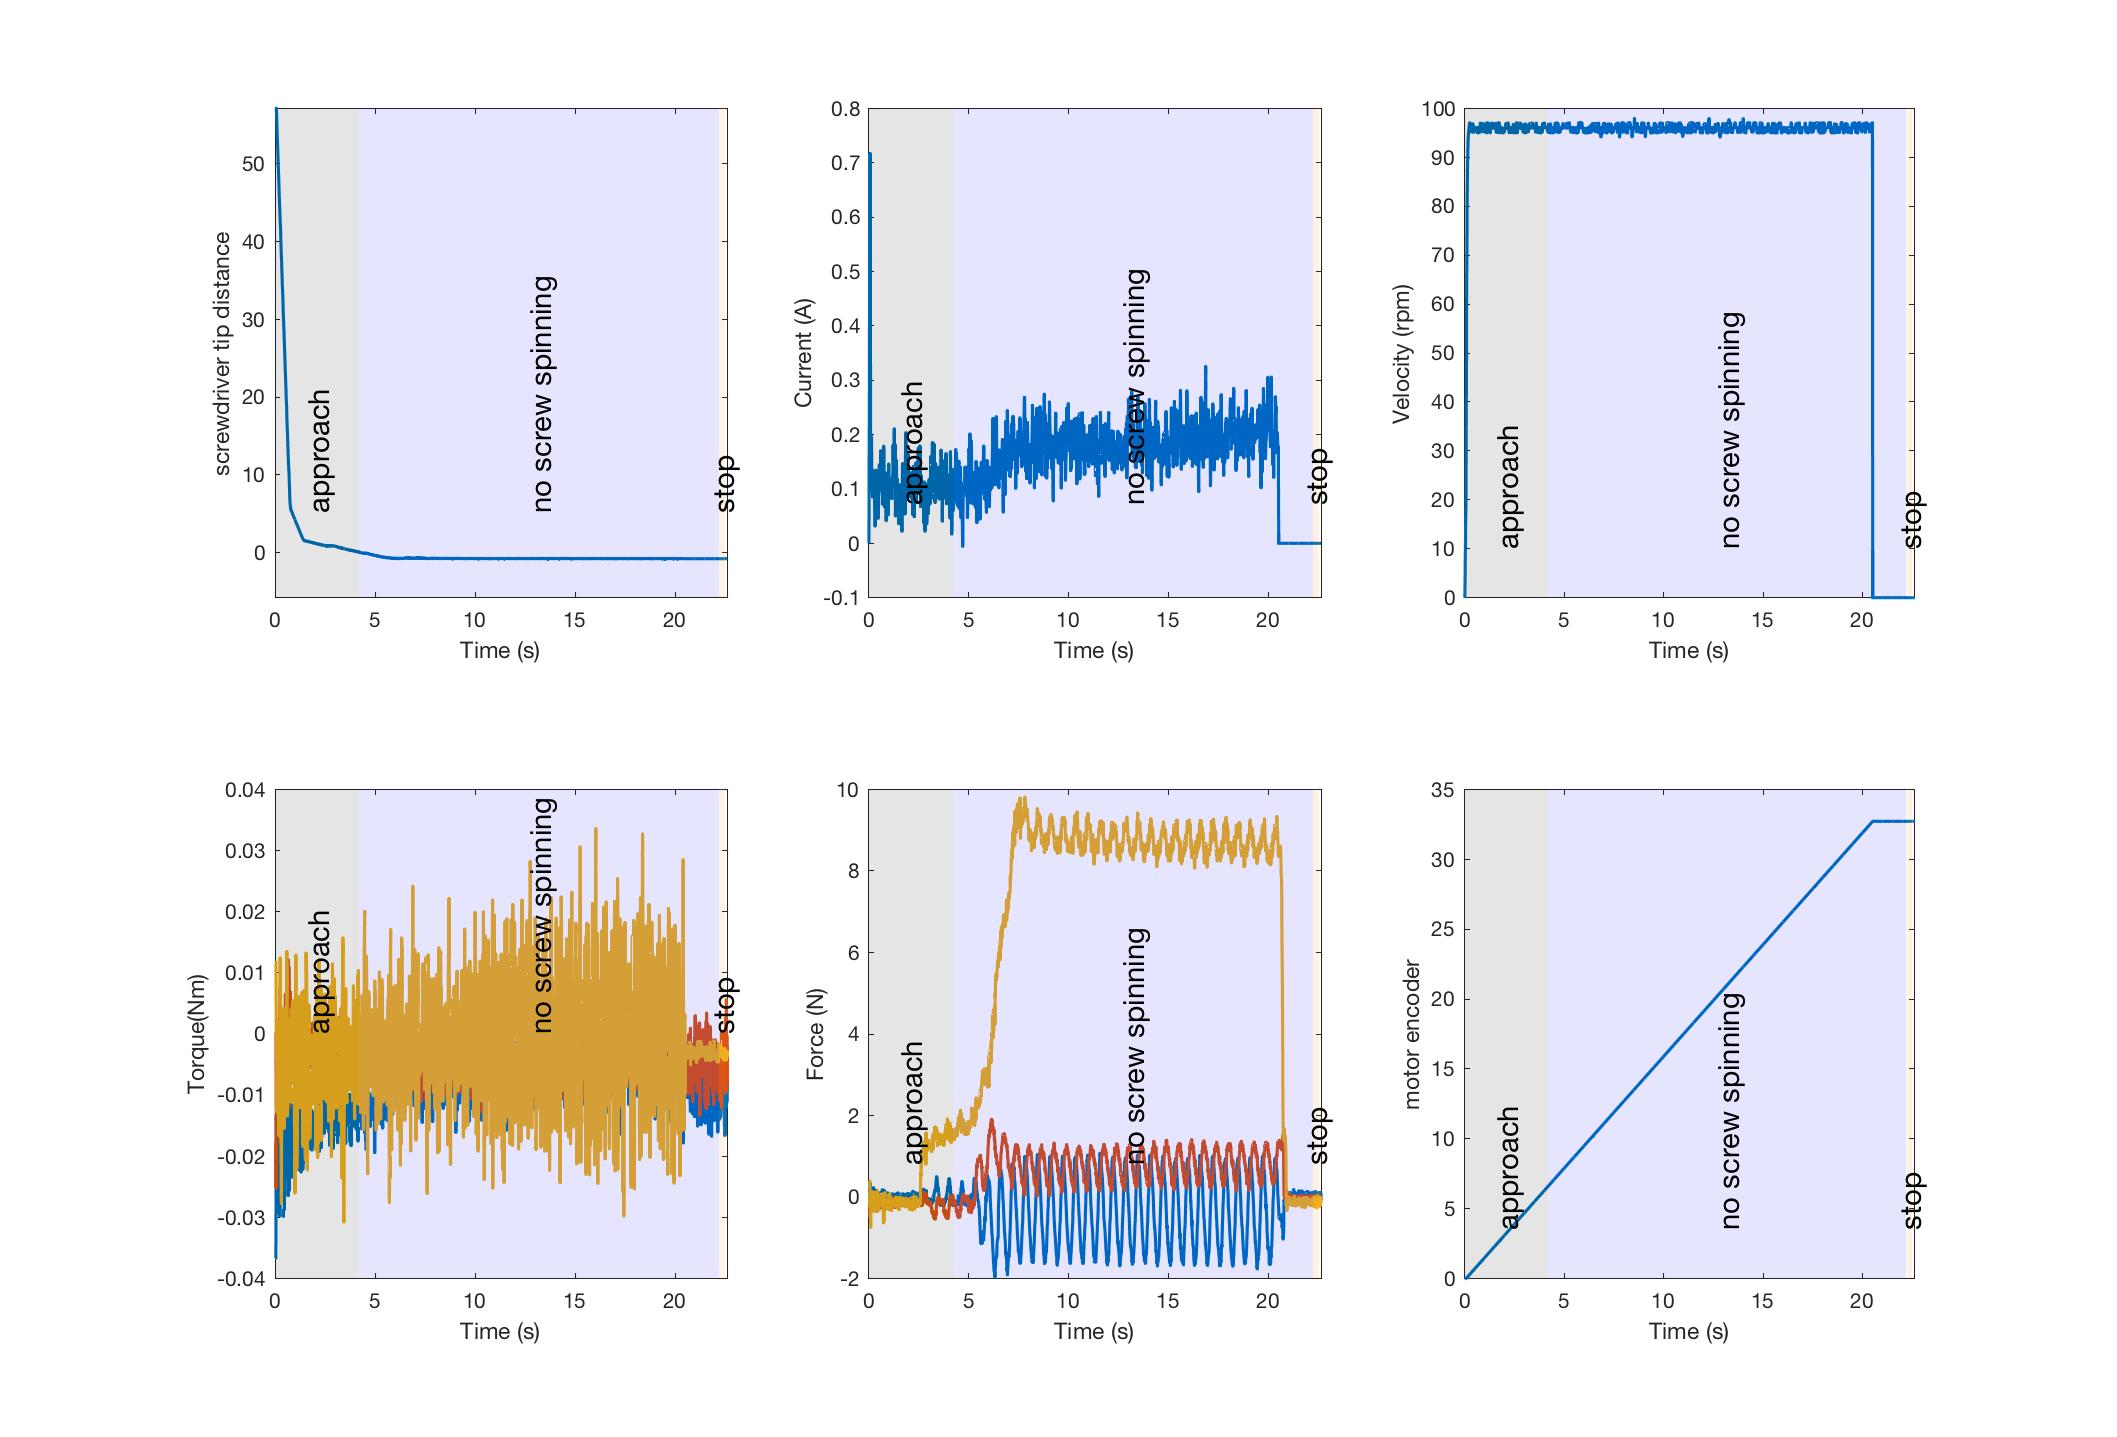 50
40
30
20
10
0
screwdriver tip distance
approach
no screw spinning
stop
0 5 10 15 20
Time (s)
0.8
0.7
0.6
0.5
0.4
0.3
0.2
0.1
0
-0.1
Current (A)
approach
no screw spinning
stop
0 5 10 15 20
Time (s)
100
90
80
70
60
50
40
30
20
10
0
Velocity (rpm)
approach
no screw spinning
stop
0 5 10 15 20
Time (s)
0.04
0.03
0.02
0.01
0
-0.01
-0.02
-0.03
-0.04
Torque(Nm)
approach
no screw spinning
stop
0 5 10 15 20
Time (s)
10
8
6
4
2
0
-2
Force (N)
approach
no screw spinning
stop
0 5 10 15 20
Time (s)
35
30
25
20
15
10
5
0
motor encoder
approach
no screw spinning
stop
0 5 10 15 20
Time (s)